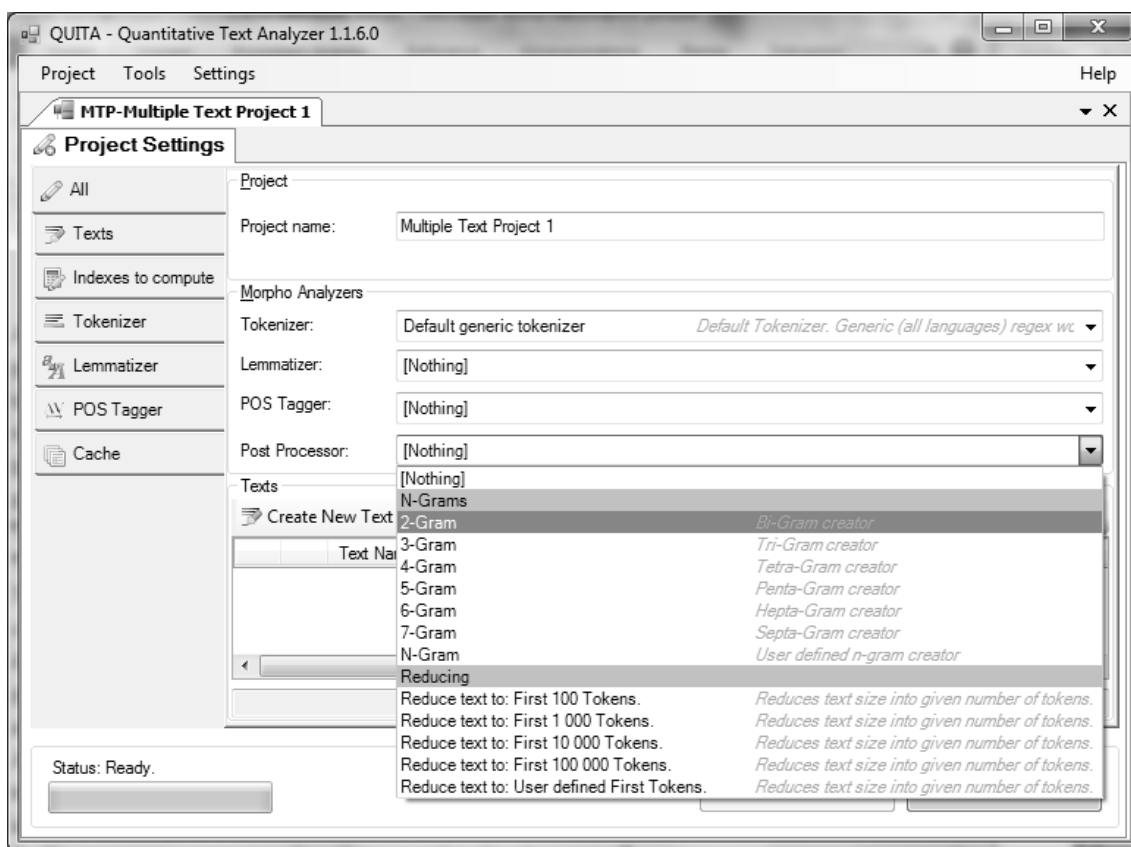 QUITA - Quantitative Text Analyzer 1.1.6.0
Project Tools Settings Help
MTP-Multiple Text Project 1
Project Settings
All
Texts
Indexes to compute
Tokenizer
Lemmatizer
POS Tagger
Cache
Project
Project name: Multiple Text Project 1
Morpho Analyzers
Tokenizer: Default generic tokenizer Default Tokenizer. Generic (all languages) regex wc
Lemmatizer: [Nothing]
POS Tagger: [Nothing]
Post Processor: [Nothing]
[Nothing]
Texts
N-Grams
Create New Text
2-Gram Bi-Gram creator
3-Gram Tri-Gram creator
Text Na
4-Gram Tetra-Gram creator
5-Gram Penta-Gram creator
6-Gram Hepta-Gram creator
7-Gram Septa-Gram creator
N-Gram User defined n-gram creator
Reducing
Reduce text to: First 100 Tokens. Reduces text size into given number of tokens.
Reduce text to: First 1 000 Tokens. Reduces text size into given number of tokens.
Reduce text to: First 10 000 Tokens. Reduces text size into given number of tokens.
Reduce text to: First 100 000 Tokens. Reduces text size into given number of tokens.
Reduce text to: User defined First Tokens. Reduces text size into given number of tokens.
Status: Ready.